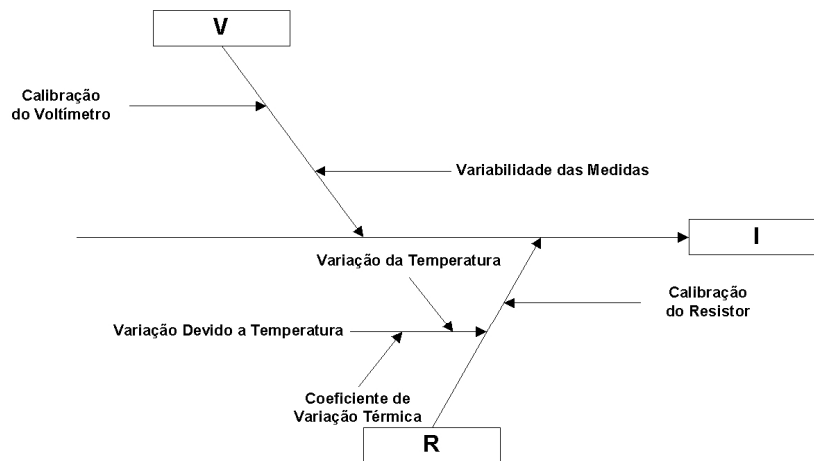 V
Calibração
do Voltímetro
Variabilidade das Medidas
I
Variação da Temperatura
Calibração
do Resistor
Variação Devido a Temperatura
Coeficiente de
Variação Térmica
R